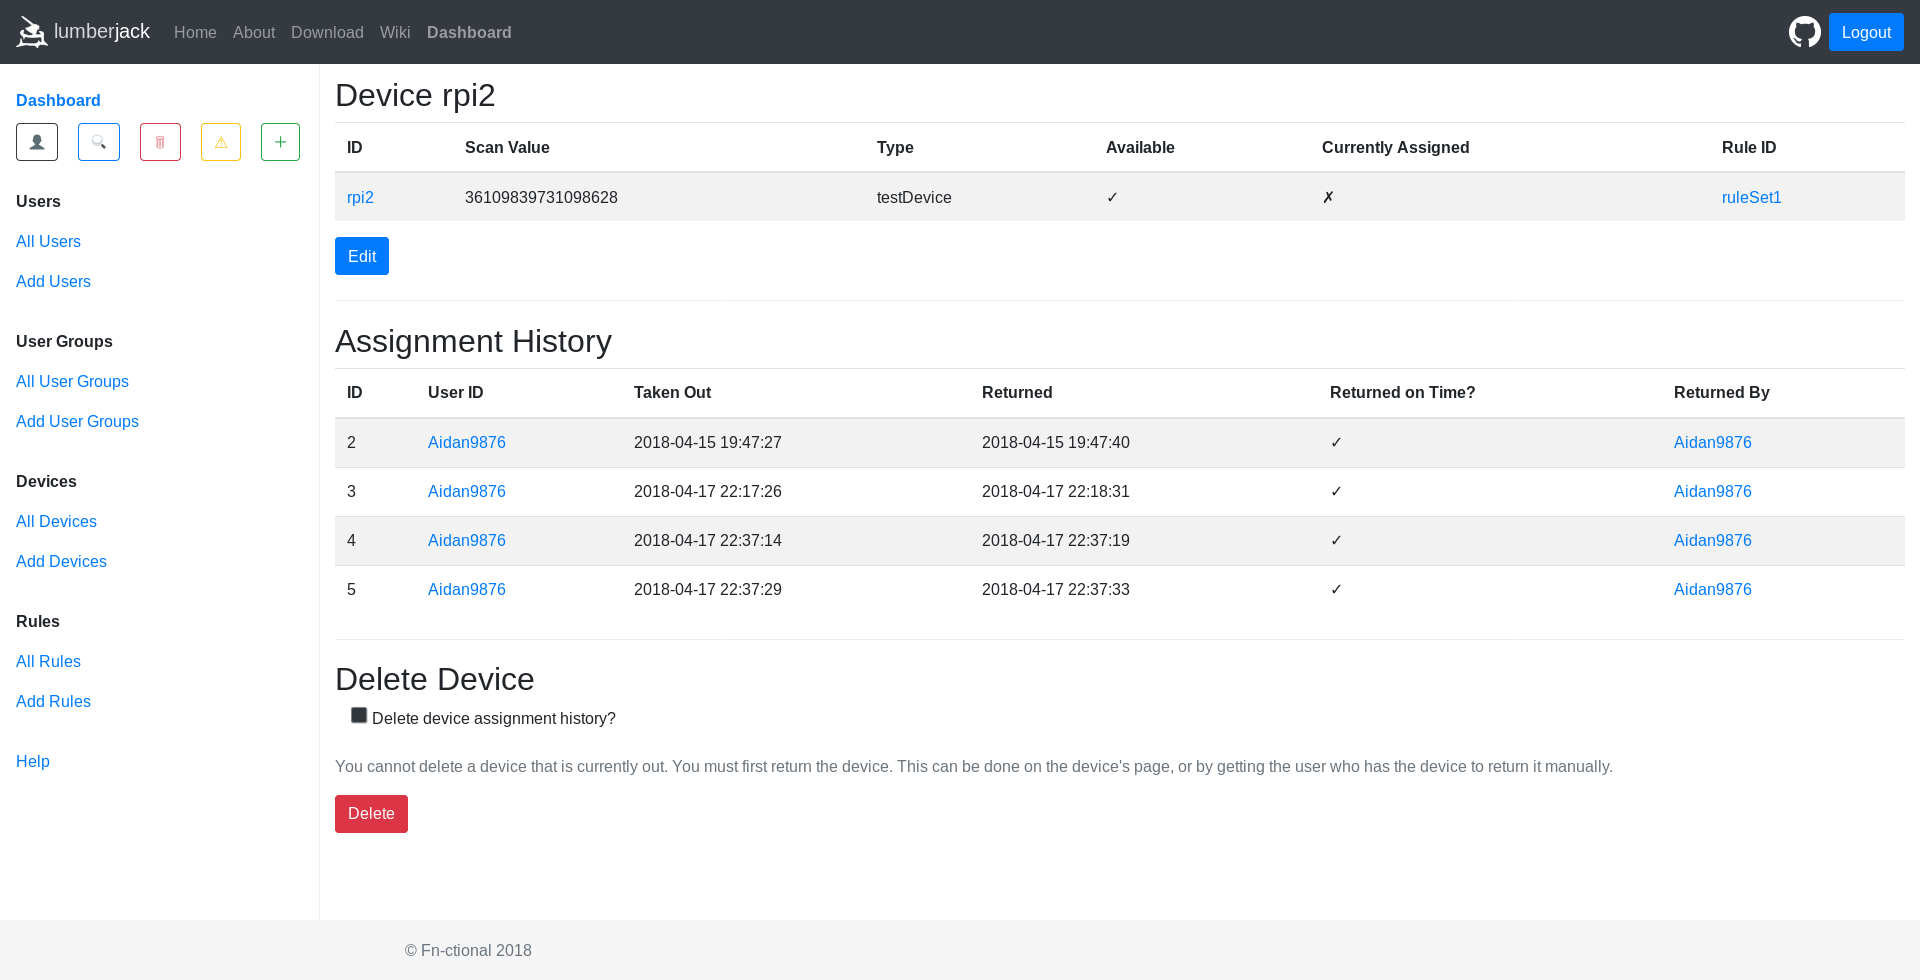 lumberjack Home About Download Wiki Dashboard Logout
Dashboard
Users
All Users
Add Users
User Groups
All User Groups
Add User Groups
Devices
All Devices
Add Devices
Rules
All Rules
Add Rules
Help
Device rpi2
ID Scan Value Type Available Currently Assigned Rule ID
rpi2 36109839731098628 testDevice ✓ ✗ ruleSet1
Edit
Assignment History
ID User ID Taken Out Returned Returned on Time? Returned By
2 Aidan9876 2018-04-15 19:47:27 2018-04-15 19:47:40 ✓ Aidan9876
3 Aidan9876 2018-04-17 22:17:26 2018-04-17 22:18:31 ✓ Aidan9876
4 Aidan9876 2018-04-17 22:37:14 2018-04-17 22:37:19 ✓ Aidan9876
5 Aidan9876 2018-04-17 22:37:29 2018-04-17 22:37:33 ✓ Aidan9876
Delete Device
Delete device assignment history?
You cannot delete a device that is currently out. You must first return the device. This can be done on the device's page, or by getting the user who has the device to return it manually.
Delete
© Fn-ctional 2018